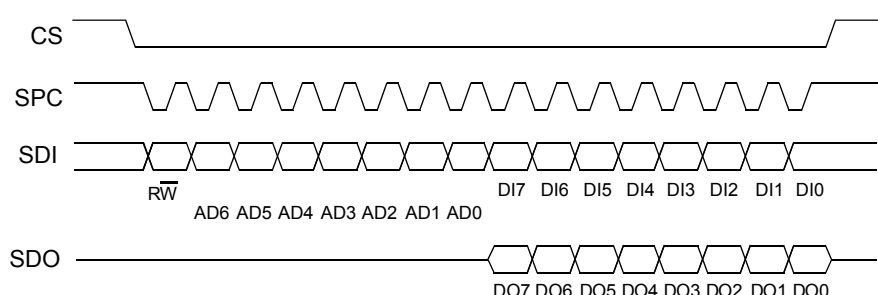 CS
SPC
SDI
RW
DI7 DI6 DI5 DI4 DI3 DI2 DI1 DI0
AD6 AD5 AD4 AD3 AD2 AD1 AD0
SDO
DO7 DO6 DO5 DO4 DO3 DO2 DO1 DO0